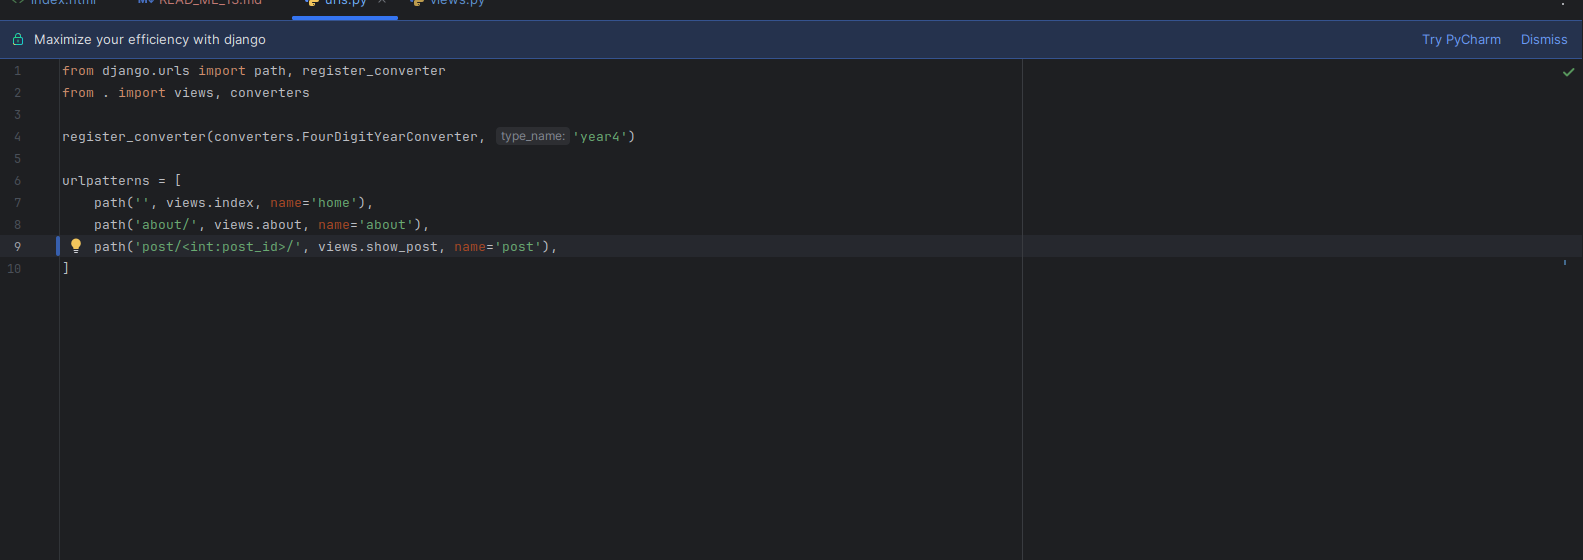 index.html READ_ME_13.md urls.py views.py
Maximize your efficiency with django Try PyCharm Dismiss
1 from django.urls import path, register_converter
2 from . import views, converters
3
4 register_converter(converters.FourDigitYearConverter, type_name: 'year4')
5
6 urlpatterns = [
7 path('', views.index, name='home'),
8 path('about/', views.about, name='about'),
9 path('post/<int:post_id>/', views.show_post, name='post'),
10 ]